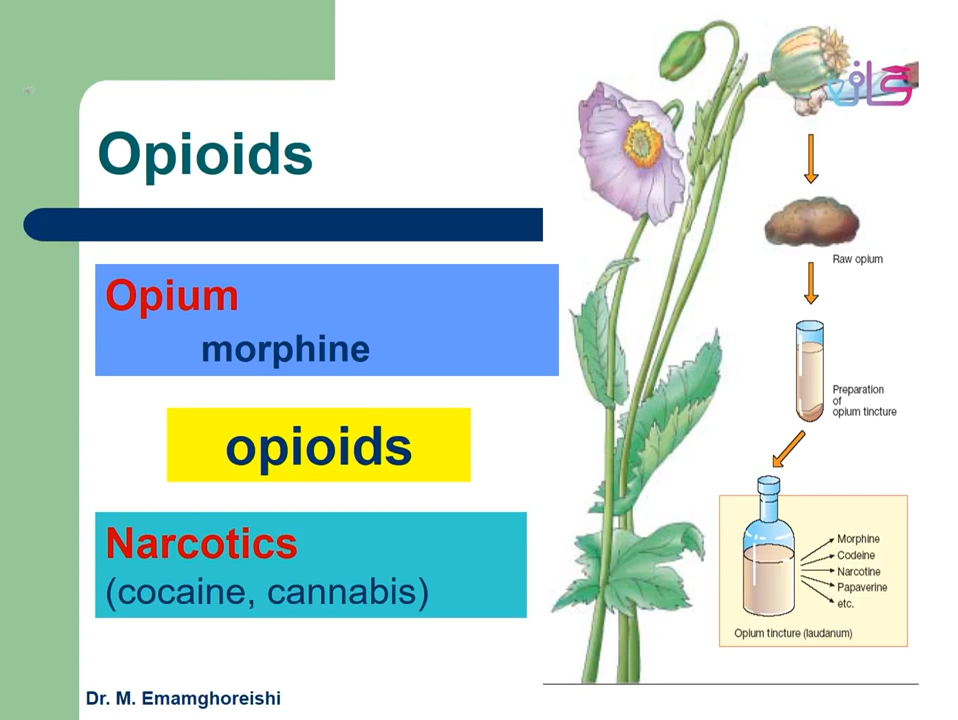 Opioids
Opium
morphine
opioids
Narcotics
(cocaine, cannabis)
Dr. M. Emamghoreishi
Raw opium
Preparation
of
opium tincture
Morphine
Codeine
Narcotine
Papaverine
etc.
Opium tincture (laudanum)